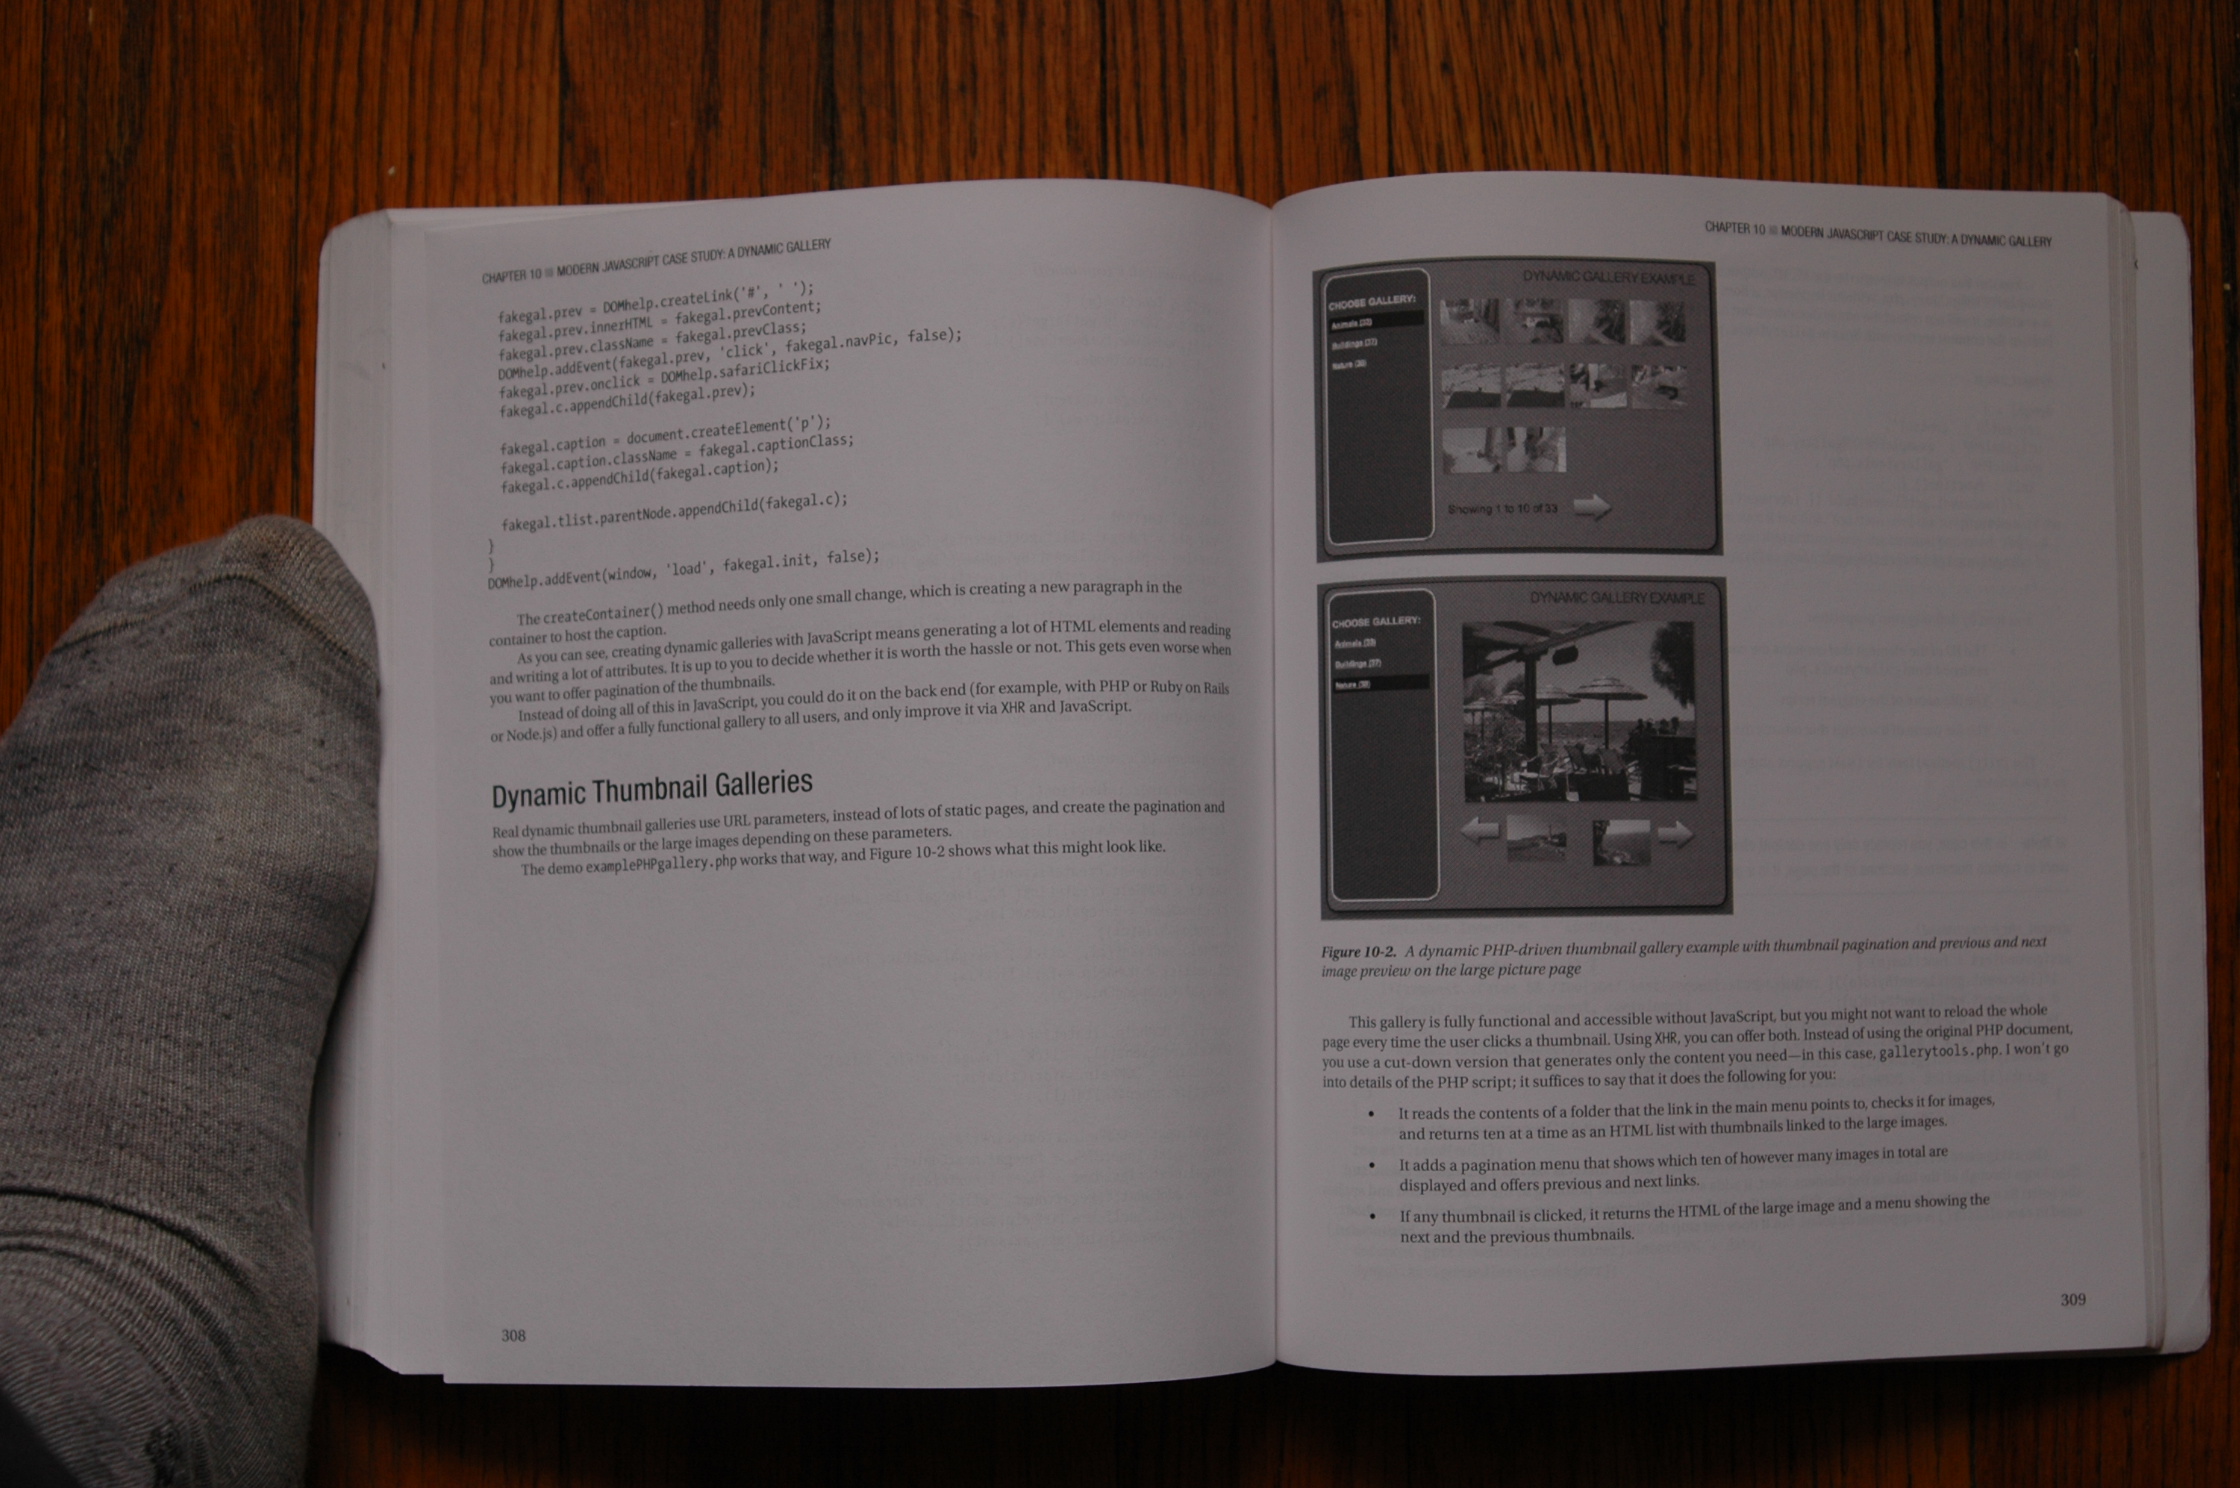 CHAPTER 10 ■ MODERN JAVASCRIPT CASE STUDY: A DYNAMIC GALLERY
fakegal.prev = DOMhelp.createLink('#', ' ');
fakegal.prev.innerHTML = fakegal.prevContent;
fakegal.prev.className = fakegal.prevClass;
DOMhelp.addEvent(fakegal.prev, 'click', fakegal.navPic, false);
fakegal.prev.onclick = DOMhelp.safariClickFix;
fakegal.c.appendChild(fakegal.prev);
fakegal.caption = document.createElement('p');
fakegal.caption.className = fakegal.captionClass;
fakegal.c.appendChild(fakegal.caption);
fakegal.tlist.parentNode.appendChild(fakegal.c);
}
}
DOMhelp.addEvent(window, 'load', fakegal.init, false);
The createContainer() method needs only one small change, which is creating a new paragraph in the
container to host the caption.
As you can see, creating dynamic galleries with JavaScript means generating a lot of HTML elements and reading
and writing a lot of attributes. It is up to you to decide whether it is worth the hassle or not. This gets even worse when
you want to offer pagination of the thumbnails.
Instead of doing all of this in JavaScript, you could do it on the back end (for example, with PHP or Ruby on Rails
or Node.js) and offer a fully functional gallery to all users, and only improve it via XHR and JavaScript.
Dynamic Thumbnail Galleries
Real dynamic thumbnail galleries use URL parameters, instead of lots of static pages, and create the pagination and
show the thumbnails or the large images depending on these parameters.
The demo examplePHPgallery.php works that way, and Figure 10-2 shows what this might look like.
308
CHAPTER 10 ■ MODERN JAVASCRIPT CASE STUDY: A DYNAMIC GALLERY
DYNAMIC GALLERY EXAMPLE
CHOOSE GALLERY:
Animals (33)
Buildings (17)
Nature (36)
Showing 1 to 10 of 33
DYNAMIC GALLERY EXAMPLE
CHOOSE GALLERY:
Animals (33)
Buildings (17)
Nature (36)
Figure 10-2. A dynamic PHP-driven thumbnail gallery example with thumbnail pagination and previous and next
image preview on the large picture page
This gallery is fully functional and accessible without JavaScript, but you might not want to reload the whole
page every time the user clicks a thumbnail. Using XHR, you can offer both. Instead of using the original PHP document,
you use a cut-down version that generates only the content you need—in this case, gallerytools.php. I won't go
into details of the PHP script; it suffices to say that it does the following for you:
• It reads the contents of a folder that the link in the main menu points to, checks it for images,
and returns ten at a time as an HTML list with thumbnails linked to the large images.
• It adds a pagination menu that shows which ten of however many images in total are
displayed and offers previous and next links.
• If any thumbnail is clicked, it returns the HTML of the large image and a menu showing the
next and the previous thumbnails.
309